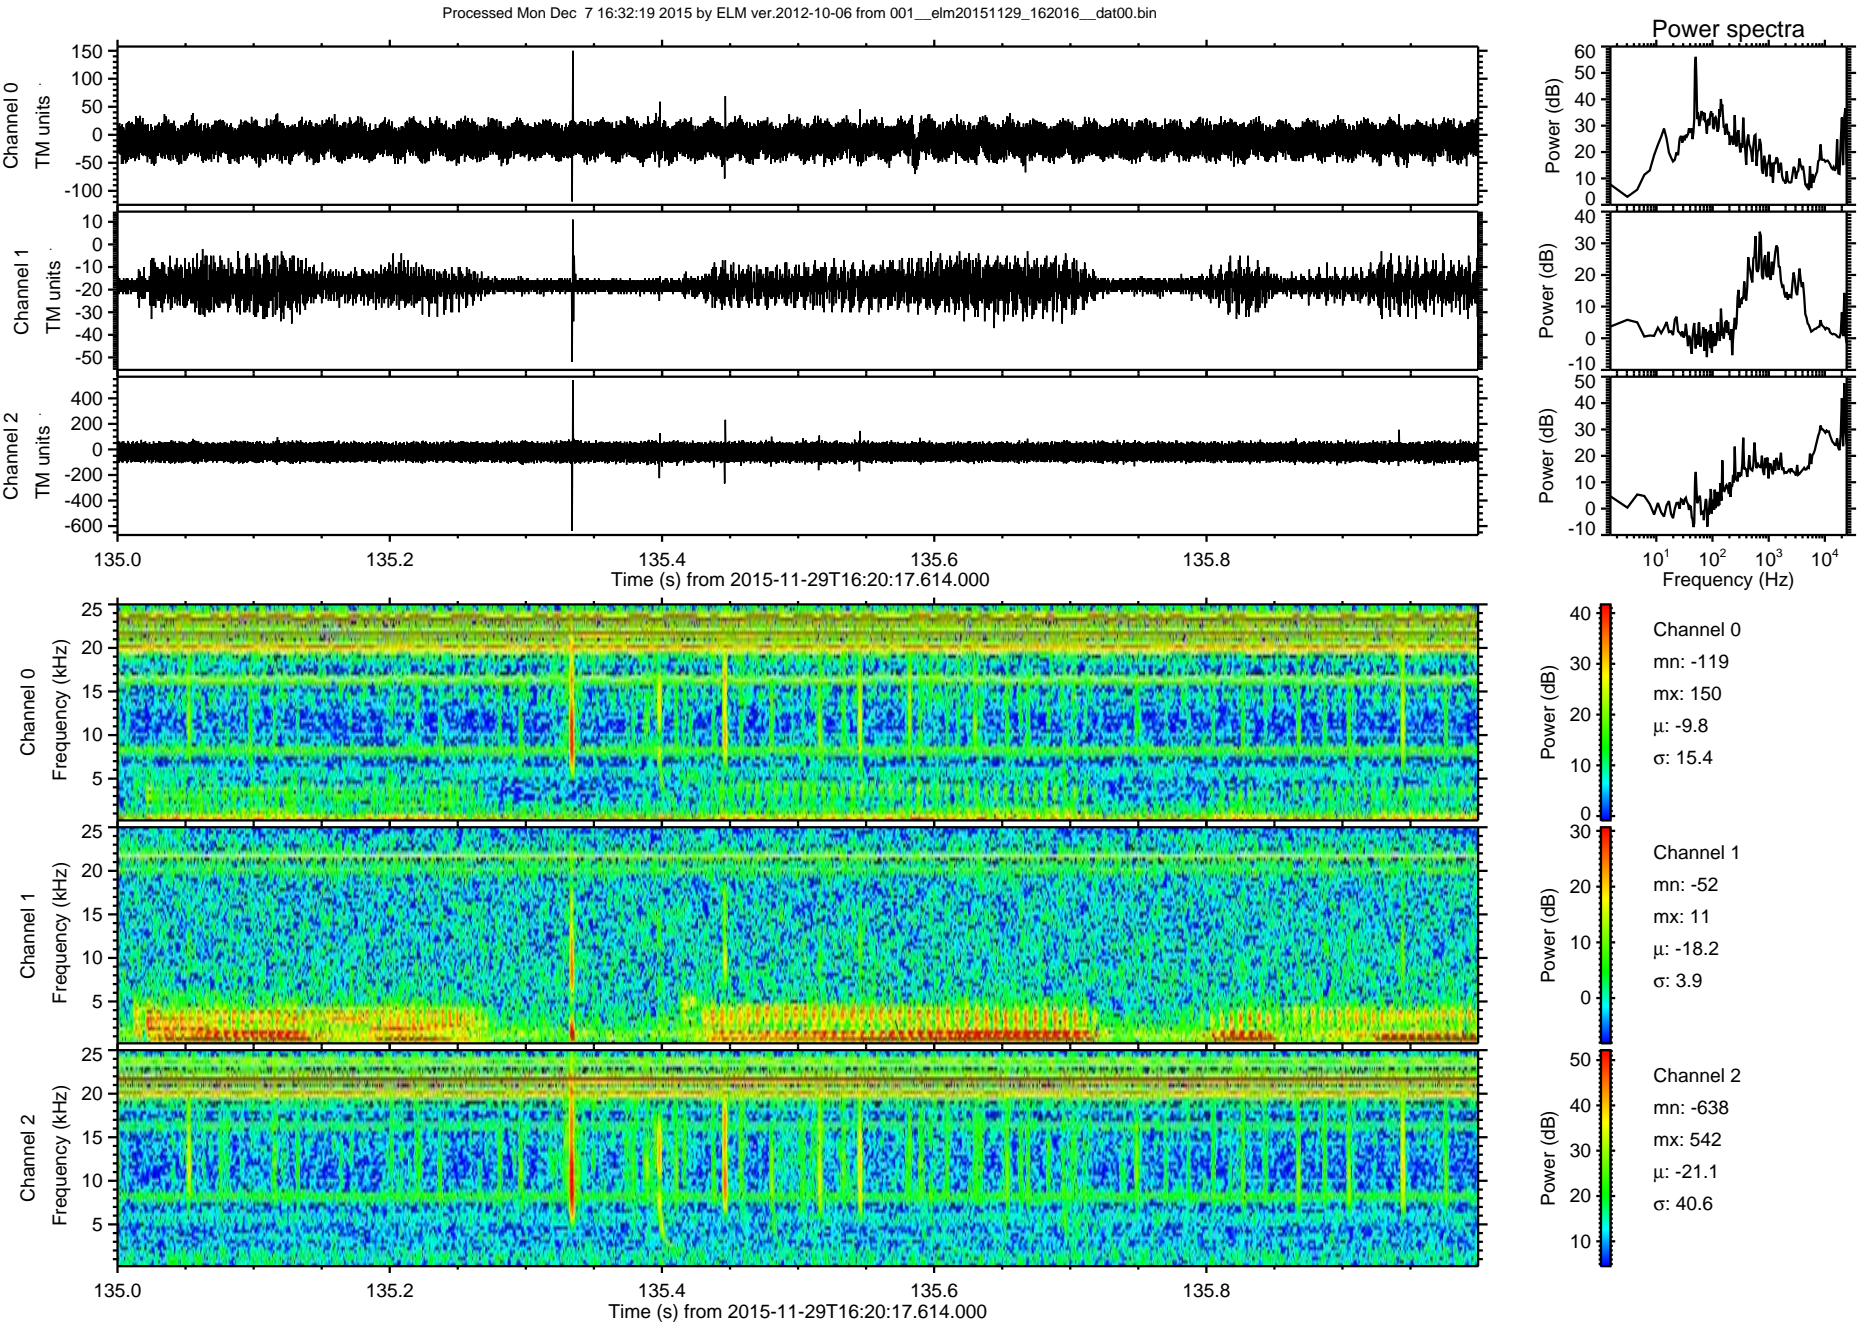 Processed Mon Dec  7 16:32:19 2015 by ELM ver.2012-10-06 from 001__elm20151129_162016__dat00.bin
Power spectra
Channel 0
TM units
150
100
50
0
-50
-100
Power (dB)
60
50
40
30
20
10
0
Channel 1
TM units
10
0
-10
-20
-30
-40
-50
Power (dB)
40
30
20
10
0
-10
Channel 2
TM units
400
200
0
-200
-400
-600
Power (dB)
50
40
30
20
10
0
-10
135.0
135.2
135.4
135.6
135.8
Time (s) from 2015-11-29T16:20:17.614.000
10^1
10^2
10^3
10^4
Frequency (Hz)
Channel 0
Frequency (kHz)
25
20
15
10
5
Power (dB)
40
30
20
10
0
Channel 0
mn: -119
mx: 150
μ: -9.8
σ: 15.4
Channel 1
Frequency (kHz)
25
20
15
10
5
Power (dB)
30
20
10
0
Channel 1
mn: -52
mx: 11
μ: -18.2
σ: 3.9
Channel 2
Frequency (kHz)
25
20
15
10
5
Power (dB)
50
40
30
20
10
Channel 2
mn: -638
mx: 542
μ: -21.1
σ: 40.6
135.0
135.2
135.4
135.6
135.8
Time (s) from 2015-11-29T16:20:17.614.000